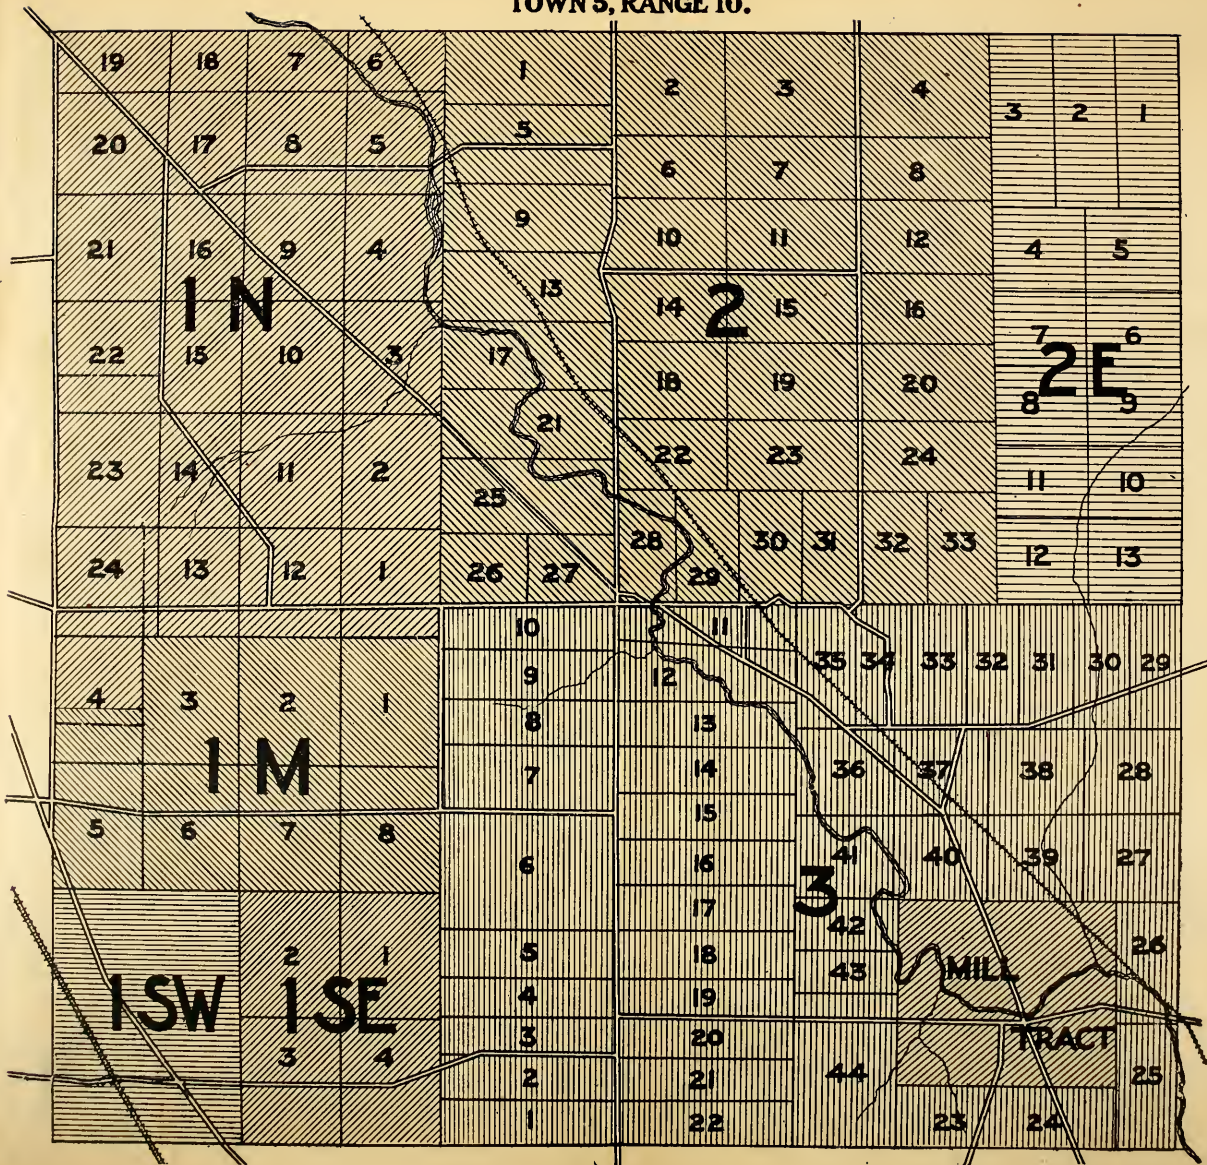 TOWN 5, RANGE 10.
19 18 7 6 1 2 3 4 3 2 1
20 17 8 5 5
6 7 8
21 16 9 4 9 10 11 12 4 5
1 N 13 2 14 15 16
22 15 10 3 17 7 6
2 E
18 19 20 8 9
21
23 14 11 2 25 22 23 24 11 10
24 13 12 1 26 27 28 29 30 31 32 33 12 13
10 11
9 12 35 34 33 32 31 30 29
4 3 2 1 8 13
1 M 7 14 36 37 38 28
15
5 6 7 8 6 16 41 40 39 27
3
17 42
2 1 5 18 43 MILL 26
1 SW 1 SE 4 19
3 20 TRACT
3 4 2 21 44 25
1 22 23 24